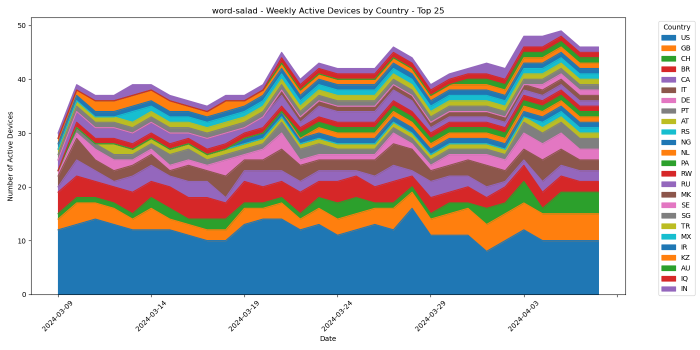 word-salad - Weekly Active Devices by Country - Top 25
Number of Active Devices
50
40
30
20
10
0
2024-03-09
2024-03-14
2024-03-19
2024-03-24
2024-03-29
2024-04-03
Date
Country
US
GB
CH
BR
CA
IT
DE
PT
AT
RS
NG
NL
PA
RW
RU
MK
SE
SG
TR
MX
IR
KZ
AU
IQ
IN